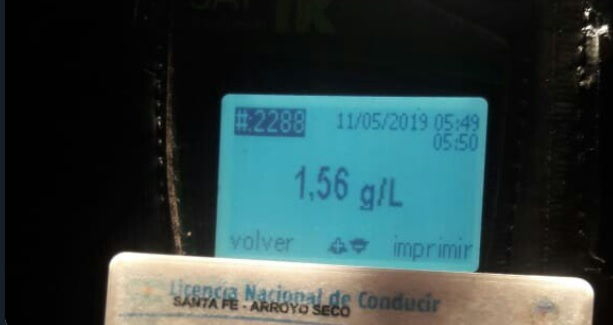 #:2288 11/05/2019 05:49
05:50
1,56 g/L
volver imprimir
Licencia Nacional de Conducir
SANTA FE - ARROYO SECO